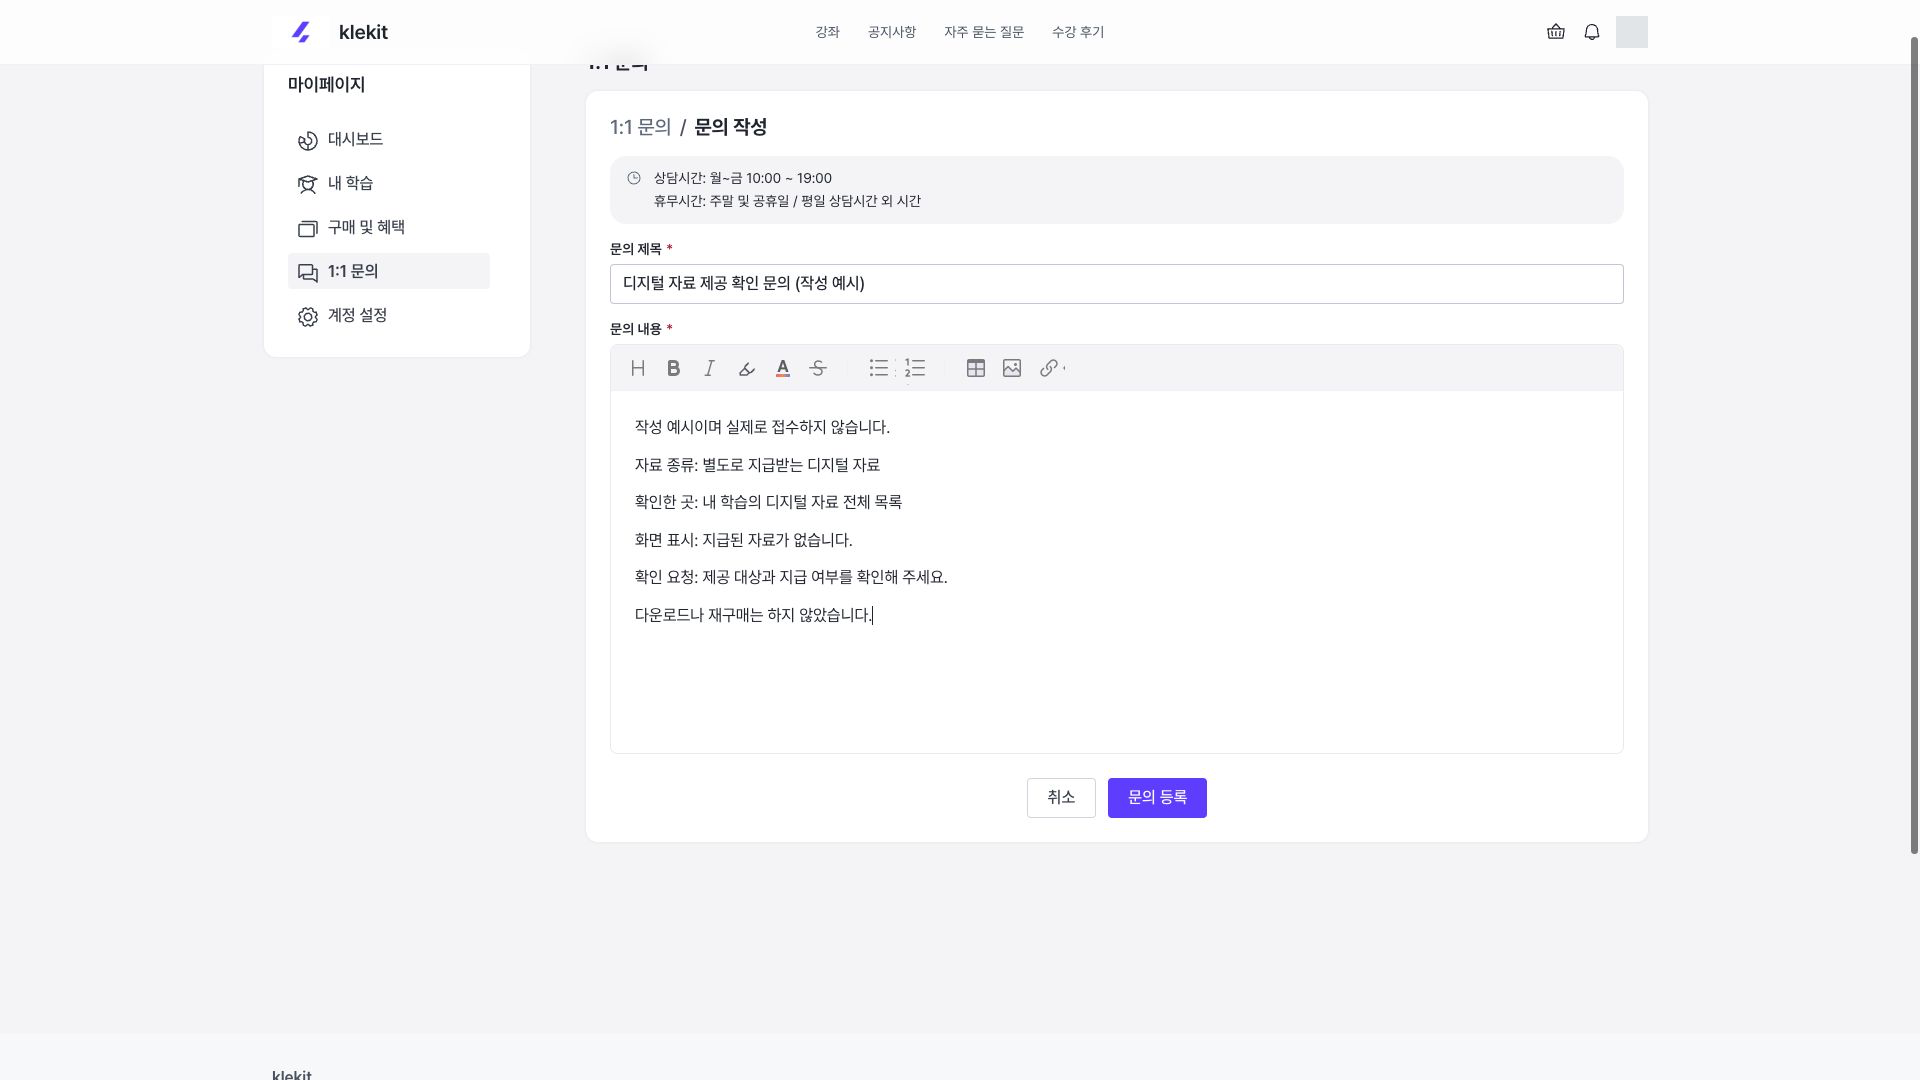 klekit
강좌
공지사항
자주 묻는 질문
수강 후기
마이페이지
대시보드
내 학습
구매 및 혜택
1:1 문의
계정 설정
1:1 문의
1:1 문의 / 문의 작성
상담시간: 월~금 10:00 ~ 19:00
휴무시간: 주말 및 공휴일 / 평일 상담시간 외 시간
문의 제목 *
디지털 자료 제공 확인 문의 (작성 예시)
문의 내용 *
작성 예시이며 실제로 접수하지 않습니다.
자료 종류: 별도로 지급받는 디지털 자료
확인한 곳: 내 학습의 디지털 자료 전체 목록
화면 표시: 지급된 자료가 없습니다.
확인 요청: 제공 대상과 지급 여부를 확인해 주세요.
다운로드나 재구매는 하지 않았습니다.
취소
문의 등록
klekit